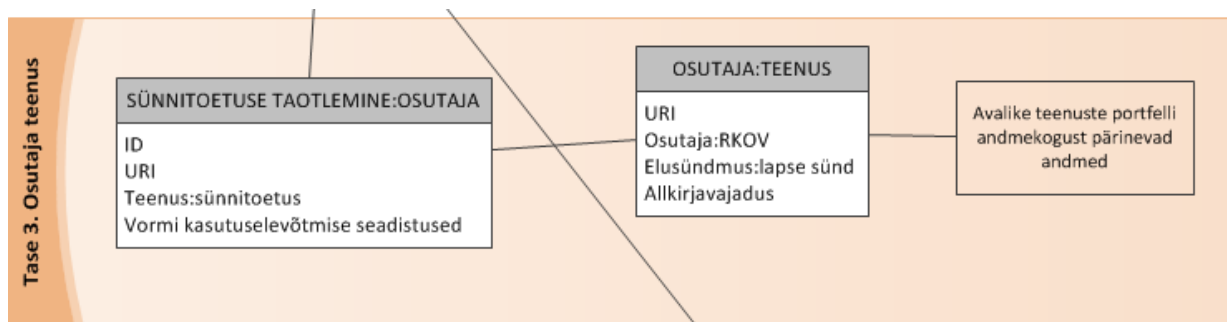 Tase 3. Osutaja teenus
SÜNNITOETUSE TAOTLEMINE:OSUTAJA
ID
URI
Teenus:sünnitoetus
Vormi kasutuselevõtmise seadistused
OSUTAJA:TEENUS
URI
Osutaja:RKOV
Elusündmus:lapse sünd
Allkirjavajadus
Avalike teenuste portfelli
andmekogust pärinevad
andmed